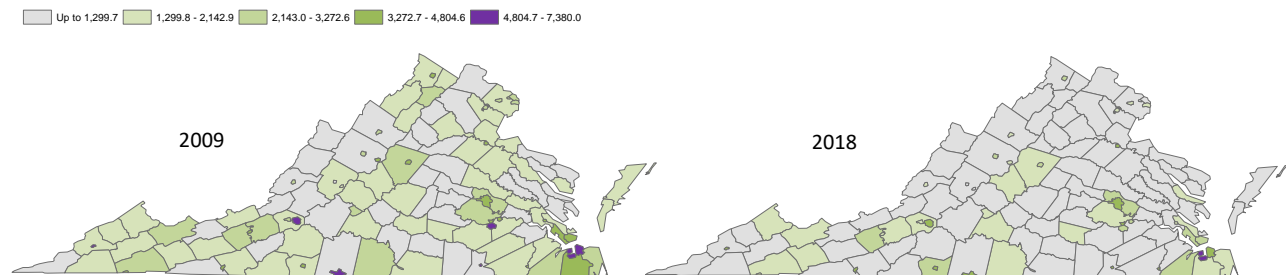 Up to 1,299.7 1,299.8 - 2,142.9 2,143.0 - 3,272.6 3,272.7 - 4,804.6 4,804.7 - 7,380.0
2009 2018